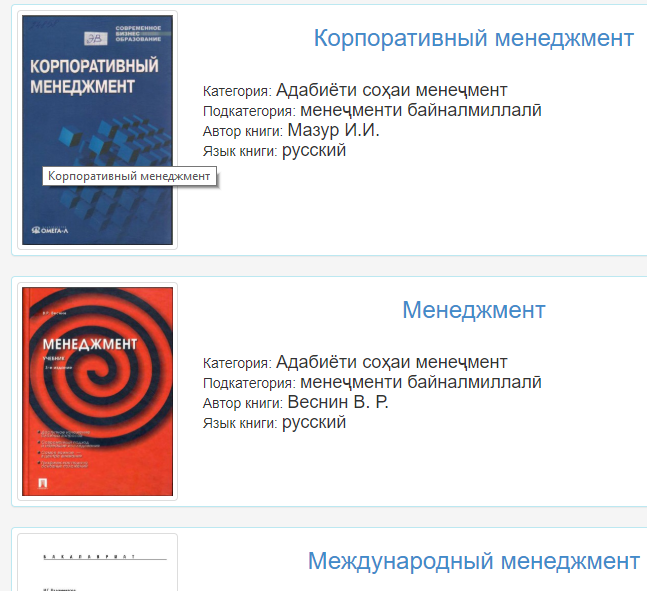 СОВРЕМЕННОЕ
БИЗНЕС
ОБРАЗОВАНИЕ
КОРПОРАТИВНЫЙ
МЕНЕДЖМЕНТ
Корпоративный менеджмент
ОМЕГА-Л
Корпоративный менеджмент
Категория: Адабиёти соҳаи менеҷмент
Подкатегория: менеҷменти байналмиллалӣ
Автор книги: Мазур И.И.
Язык книги: русский
МЕНЕДЖМЕНТ
УЧЕБНИК
3-е издание
Менеджмент
Категория: Адабиёти соҳаи менеҷмент
Подкатегория: менеҷменти байналмиллалӣ
Автор книги: Веснин В. Р.
Язык книги: русский
БАКАЛАВРИАТ
Международный менеджмент